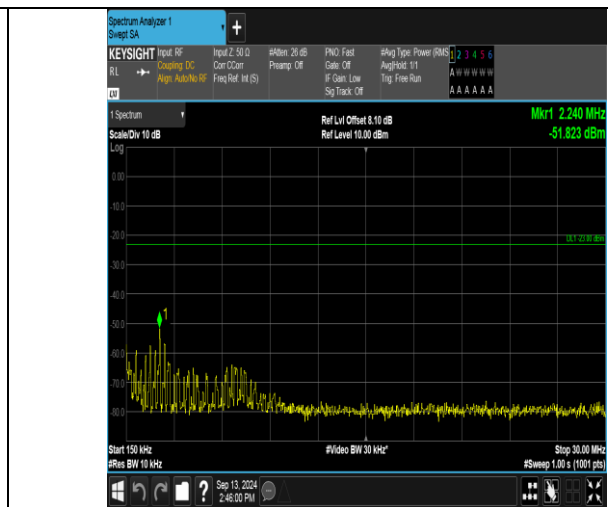 Spectrum Analyzer 1
Swept SA
+
KEYSIGHT Input: RF Input Z: 50 Ω #Atten: 26 dB PNO: Fast #Avg Type: Power (RMS 1 2 3 4 5 6
RL Coupling: DC Corr CCorr Preamp: Off Gate: Off Avg|Hold: 1/1 A W W W W W
Align: Auto/No RF Freq Ref: Int (S) IF Gain: Low Trig: Free Run
Sig Track: Off A A A A A A
1 Spectrum Ref Lvl Offset 8.10 dB Mkr1 2.240 MHz
Scale/Div 10 dB Ref Level 10.00 dBm -51.823 dBm
Log
0.00
-10.0
-20.0
DL1 -23.00 dBm
-30.0
-40.0
1
-50.0
-60.0
-70.0
-80.0
Start 150 kHz #Video BW 30 kHz* Stop 30.00 MHz
#Res BW 10 kHz #Sweep 1.00 s (1001 pts)
? Sep 13, 2024
2:46:00 PM